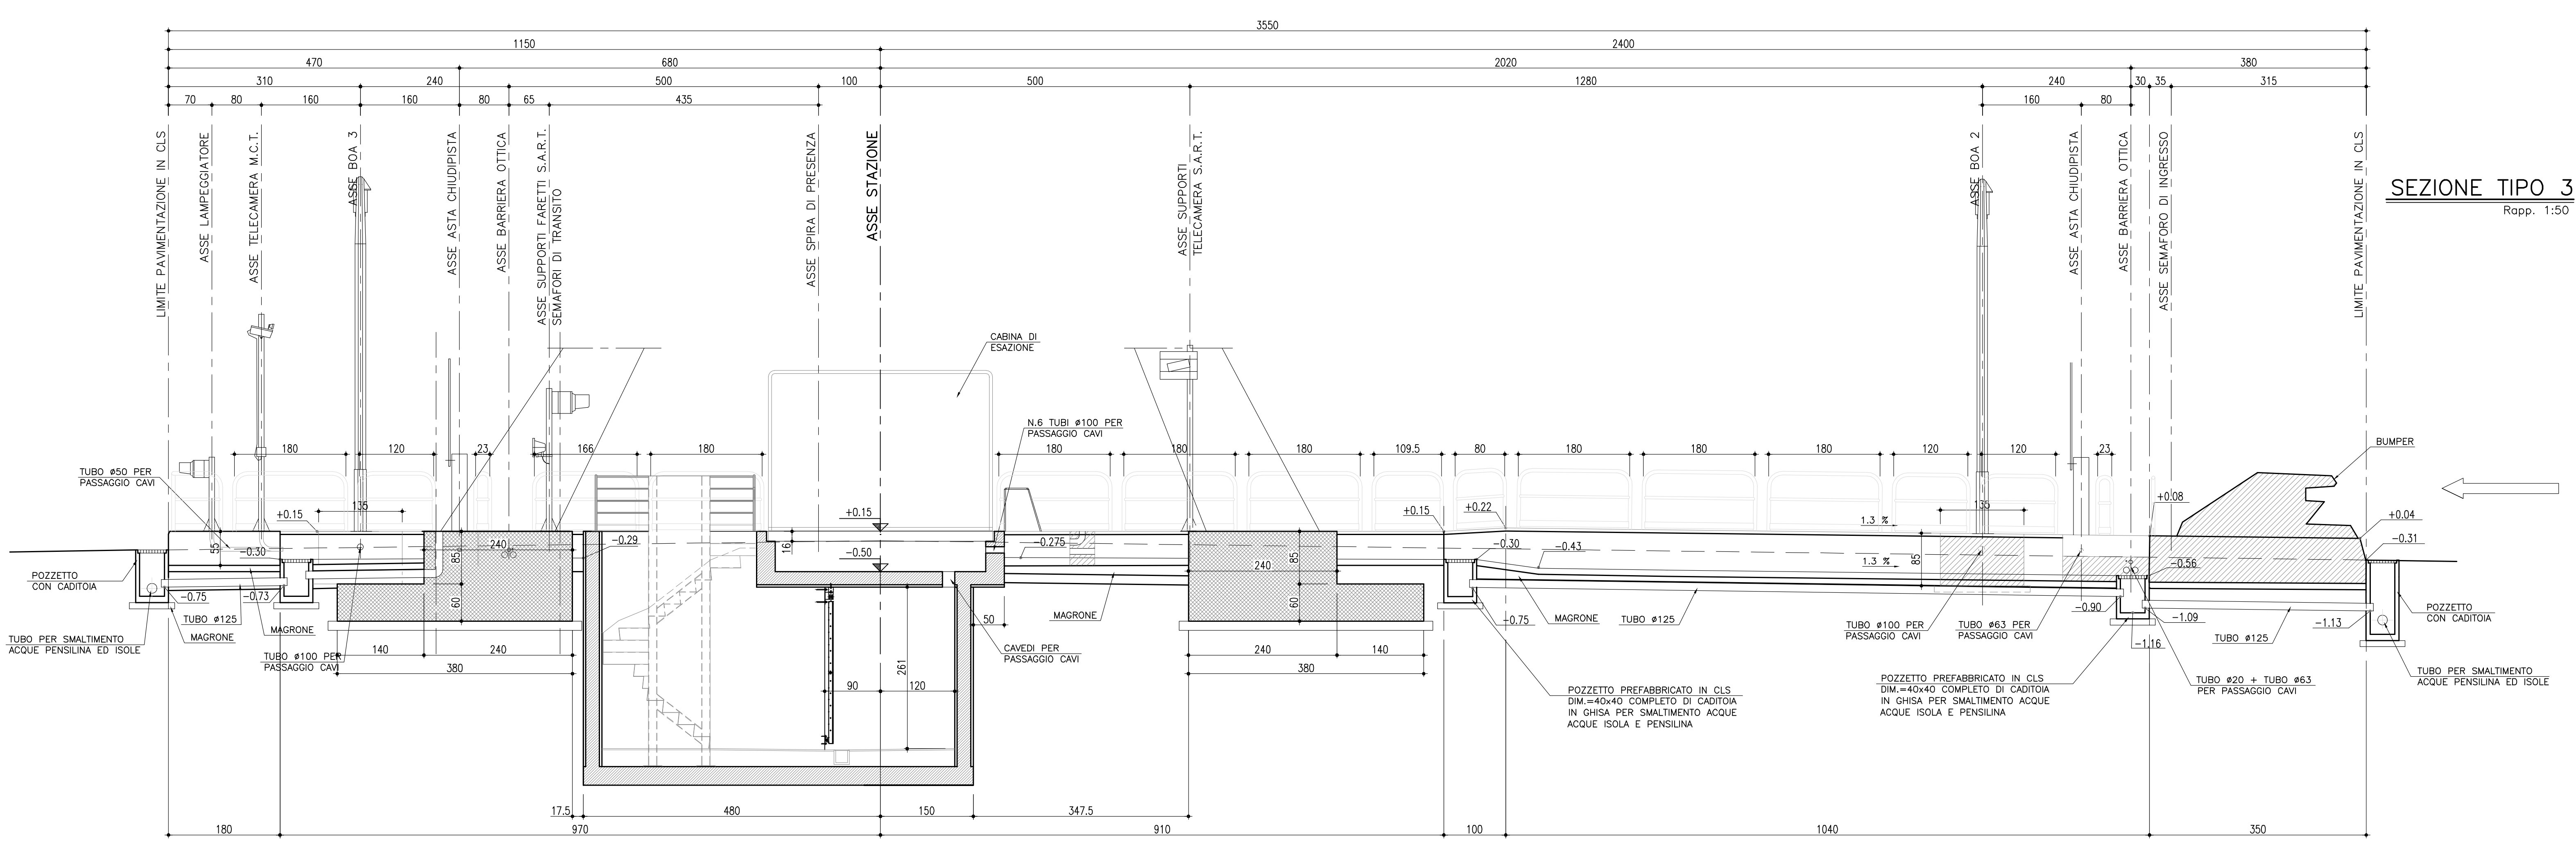 3550
1150
2400
470
680
2020
380
310
240
500
100
500
1280
240
30
35
315
70
80
160
160
80
65
435
160
80
LIMITE PAVIMENTAZIONE IN CLS
ASSE LAMPEGGIATORE
ASSE TELECAMERA M.C.T.
ASSE BOA 3
ASSE ASTA CHIUDIPISTA
ASSE BARRIERA OTTICA
ASSE SUPPORTI FARETTI S.A.R.T.
SEMAFORI DI TRANSITO
ASSE SPIRA DI PRESENZA
ASSE STAZIONE
ASSE SUPPORTI
TELECAMERA S.A.R.T.
ASSE BOA 2
ASSE ASTA CHIUDIPISTA
ASSE BARRIERA OTTICA
ASSE SEMAFORO DI INGRESSO
LIMITE PAVIMENTAZIONE IN CLS
SEZIONE TIPO 3
Rapp. 1:50
CABINA DI
ESAZIONE
N.6 TUBI ø100 PER
PASSAGGIO CAVI
BUMPER
180
120
23
166
180
180
180
180
109.5
80
180
180
180
120
120
23
TUBO ø50 PER
PASSAGGIO CAVI
135
+0.15
+0.15
+0.15
+0.22
1.3 %
135
+0.08
+0.04
55
-0.30
85
240
-0.29
16
-0.50
-0.275
85
240
-0.30
-0.43
1.3 %
85
-0.56
-0.31
POZZETTO
CON CADITOIA
-0.75
-0.73
60
60
-0.75
-0.90
-1.09
-1.13
-1.16
POZZETTO
CON CADITOIA
TUBO ø125
MAGRONE
MAGRONE
50
MAGRONE
MAGRONE
TUBO ø125
TUBO ø100 PER
PASSAGGIO CAVI
TUBO ø63 PER
PASSAGGIO CAVI
TUBO ø125
TUBO PER SMALTIMENTO
ACQUE PENSILINA ED ISOLE
TUBO ø100 PER
PASSAGGIO CAVI
140
240
380
CAVEDI PER
PASSAGGIO CAVI
261
90
120
240
140
380
POZZETTO PREFABBRICATO IN CLS
DIM.=40x40 COMPLETO DI CADITOIA
IN GHISA PER SMALTIMENTO ACQUE
ACQUE ISOLA E PENSILINA
POZZETTO PREFABBRICATO IN CLS
DIM.=40x40 COMPLETO DI CADITOIA
IN GHISA PER SMALTIMENTO ACQUE
ACQUE ISOLA E PENSILINA
TUBO ø20 + TUBO ø63
PER PASSAGGIO CAVI
TUBO PER SMALTIMENTO
ACQUE PENSILINA ED ISOLE
17.5
480
150
347.5
180
970
910
100
1040
350